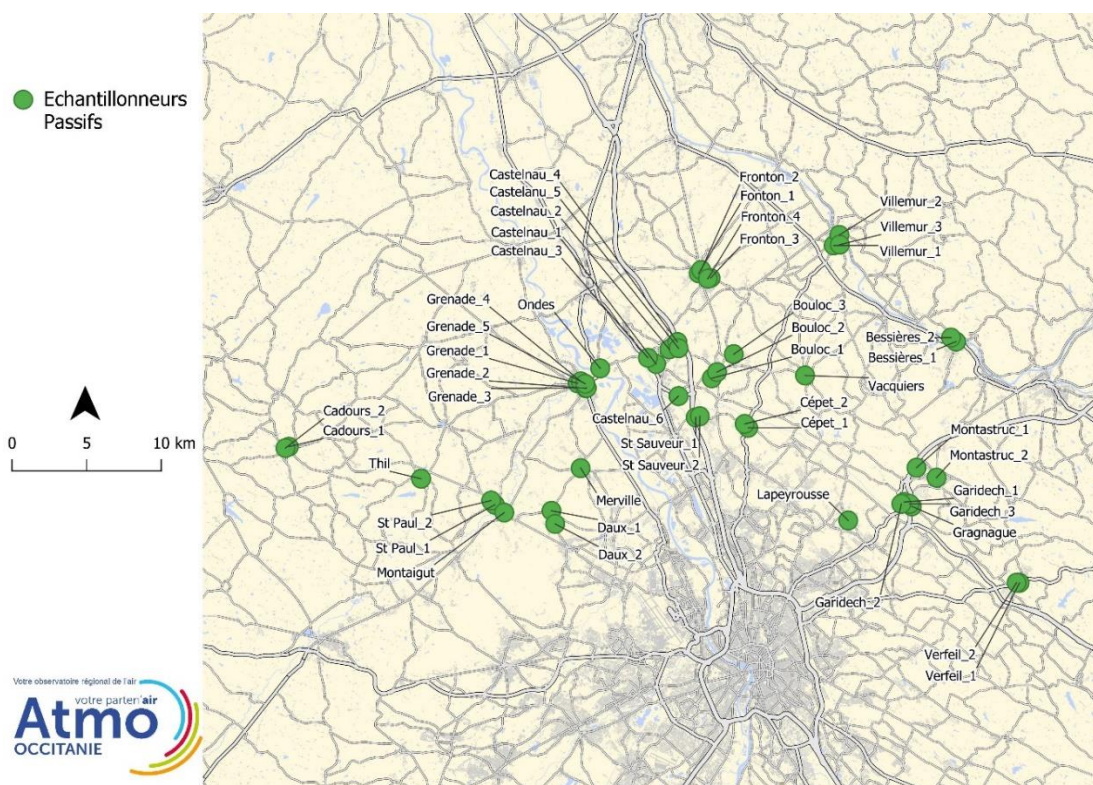 Echantillonneurs
Passifs
Castelnau_4
Castelanu_5
Castelnau_2
Castelnau_1
Castelnau_3
Fronton_2
Fonton_1
Fronton_4
Fronton_3
Villemur_2
Villemur_3
Villemur_1
Grenade_4
Grenade_5
Grenade_1
Grenade_2
Grenade_3
Ondes
Bouloc_3
Bouloc_2
Bouloc_1
Bessières_2
Bessières_1
Vacquiers
Castelnau_6
St Sauveur_1
St Sauveur_2
Cépet_2
Cépet_1
Cadours_2
Cadours_1
Thil
Montastruc_1
Montastruc_2
Merville
Lapeyrousse
Garidech_1
Garidech_3
Gragnague
St Paul_2
St Paul_1
Montaigut
Daux_1
Daux_2
Garidech_2
Verfeil_2
Verfeil_1
0 5 10 km
Votre observatoire régional de l'air
votre parten'air
Atmo
OCCITANIE